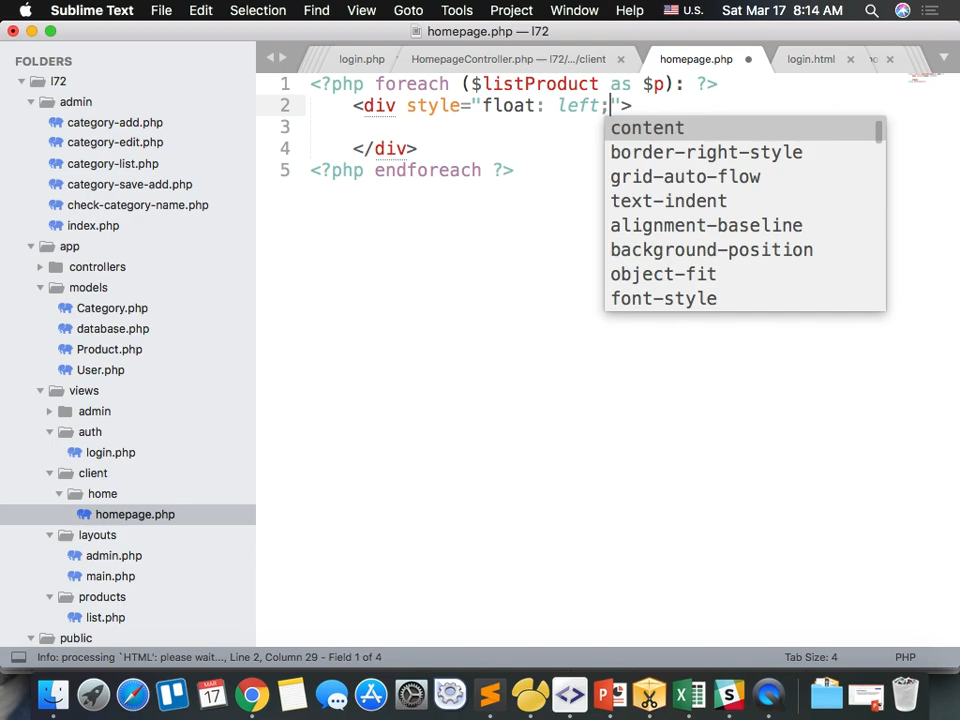 Sublime Text File Edit Selection Find View Goto Tools Project Window Help U.S. Sat Mar 17 8:14 AM
homepage.php — l72
FOLDERS
l72
admin
category-add.php
category-edit.php
category-list.php
category-save-add.php
check-category-name.php
index.php
app
controllers
models
Category.php
database.php
Product.php
User.php
views
admin
auth
login.php
client
home
homepage.php
layouts
admin.php
main.php
products
list.php
public
login.php HomepageController.php — l72/.../client homepage.php login.html
1 <?php foreach ($listProduct as $p): ?>
2 <div style="float: left;">
3
4 </div>
5 <?php endforeach ?>
content
border-right-style
grid-auto-flow
text-indent
alignment-baseline
background-position
object-fit
font-style
Info: processing `HTML': please wait..., Line 2, Column 29 - Field 1 of 4 Tab Size: 4 PHP
MAR
17